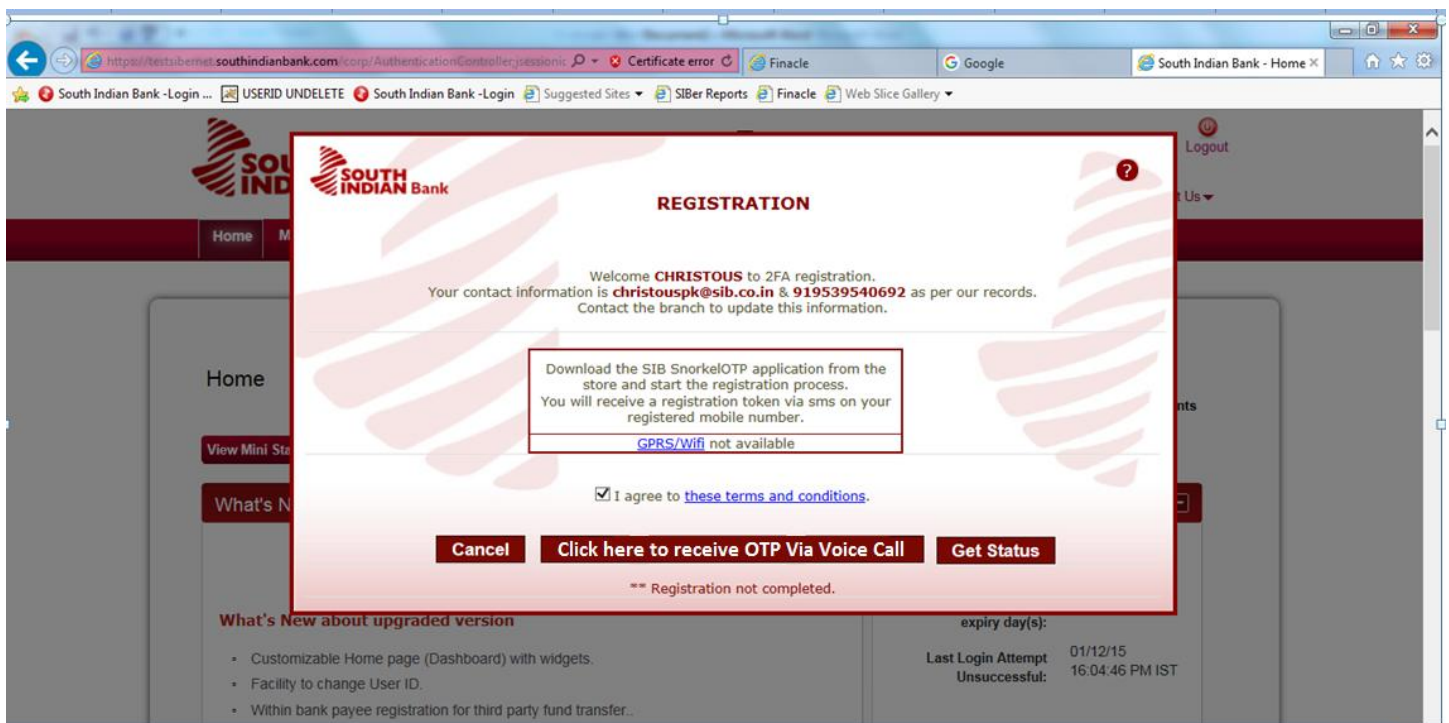 https://testsibernet.southindianbank.com/corp/AuthenticationController;jsessionic
Certificate error
Finacle
Google
South Indian Bank - Home
South Indian Bank -Login ...
USERID UNDELETE
South Indian Bank -Login
Suggested Sites
SIBer Reports
Finacle
Web Slice Gallery
SOU
IND
Logout
t Us
Home M
SOUTH
INDIAN Bank
?
REGISTRATION
Welcome CHRISTOUS to 2FA registration.
Your contact information is christouspk@sib.co.in & 919539540692 as per our records.
Contact the branch to update this information.
Download the SIB SnorkelOTP application from the
store and start the registration process.
You will receive a registration token via sms on your
registered mobile number.
GPRS/Wifi not available
I agree to these terms and conditions.
Cancel
Click here to receive OTP Via Voice Call
Get Status
** Registration not completed.
Home
nts
View Mini Sta
What's N
What's New about upgraded version
• Customizable Home page (Dashboard) with widgets.
• Facility to change User ID.
• Within bank payee registration for third party fund transfer..
expiry day(s):
Last Login Attempt
Unsuccessful:
01/12/15
16:04:46 PM IST